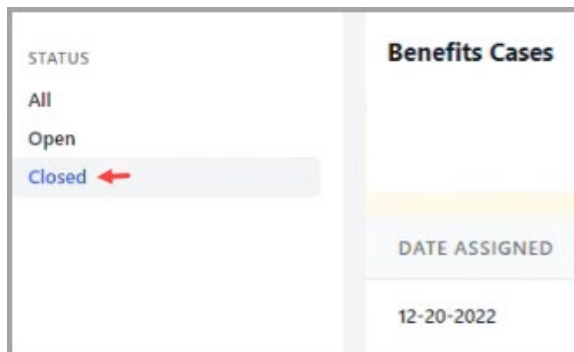 STATUS
All
Open
Closed
Benefits Cases
DATE ASSIGNED
12-20-2022